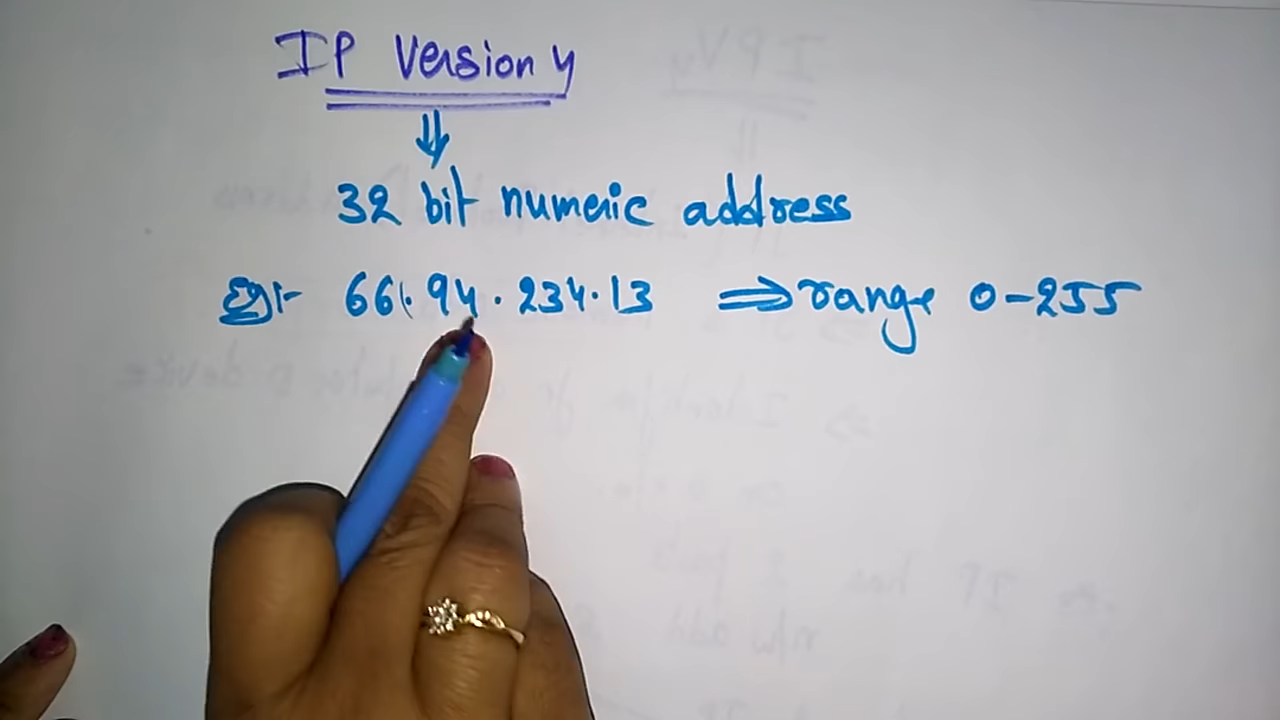 IP Version 4
32 bit numeric address
Eg:- 66.94.234.13 ⇒ range 0-255